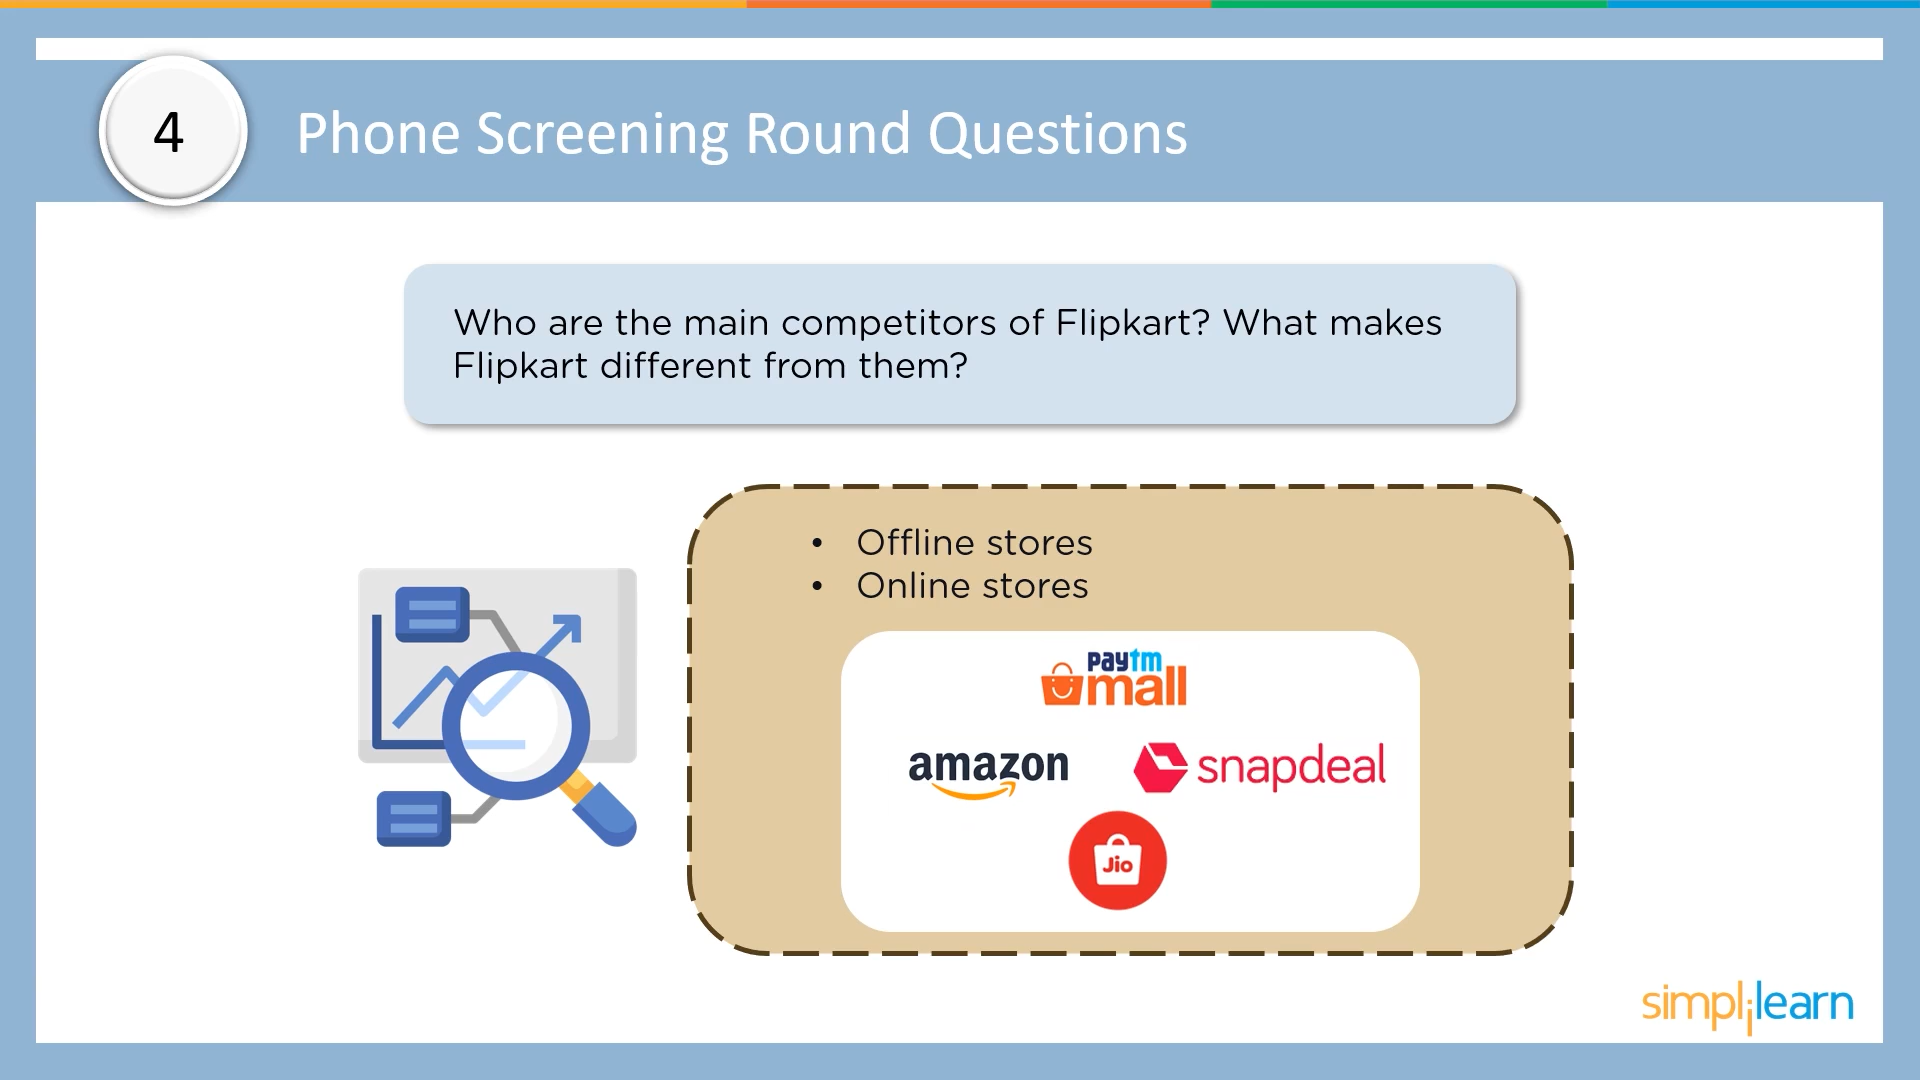 4
Phone Screening Round Questions
Who are the main competitors of Flipkart? What makes
Flipkart different from them?
• Offline stores
• Online stores
paytm
mall
amazon
snapdeal
Jio
simplilearn